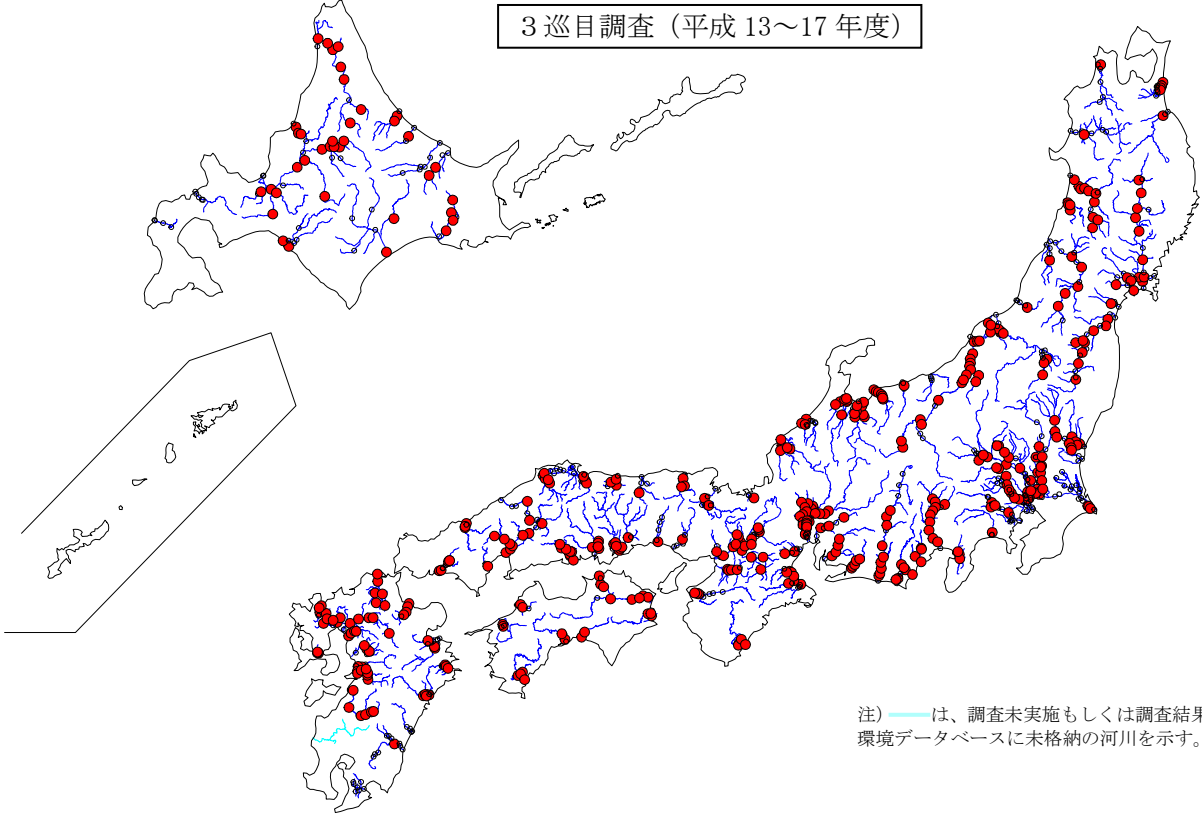 ３巡目調査（平成 13～17 年度）
注） は、調査未実施もしくは調査結果
環境データベースに未格納の河川を示す。